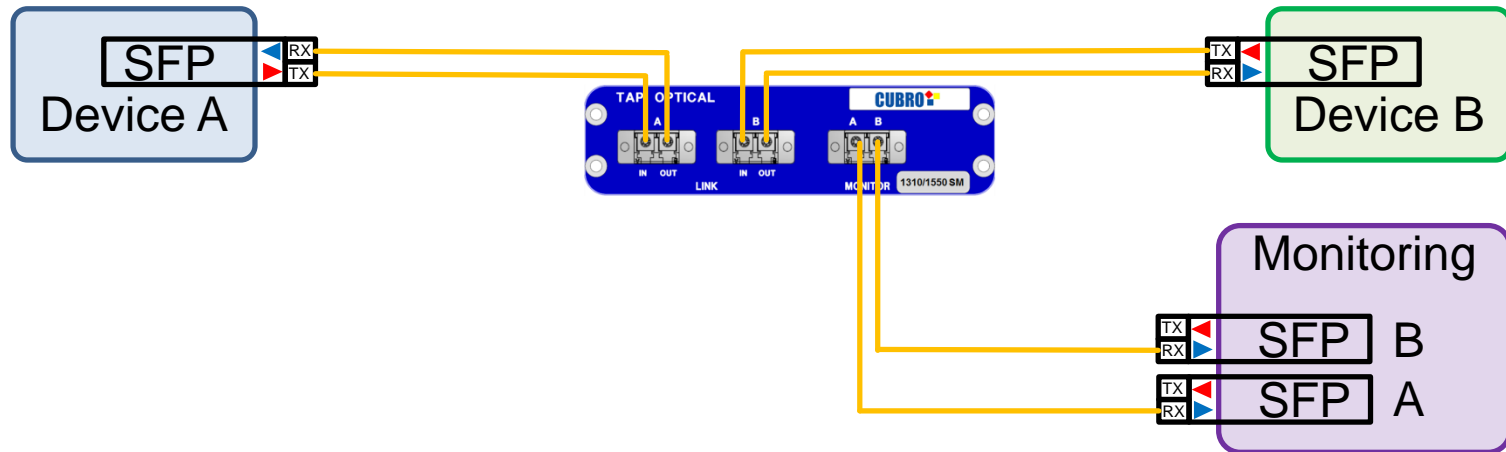 SFP
RX
TX
Device A
TAP OPTICAL
CUBRO
A
B
A B
IN OUT
IN OUT
LINK
MONITOR
1310/1550 SM
TX
RX
SFP
Device B
Monitoring
TX
RX
SFP
B
TX
RX
SFP
A